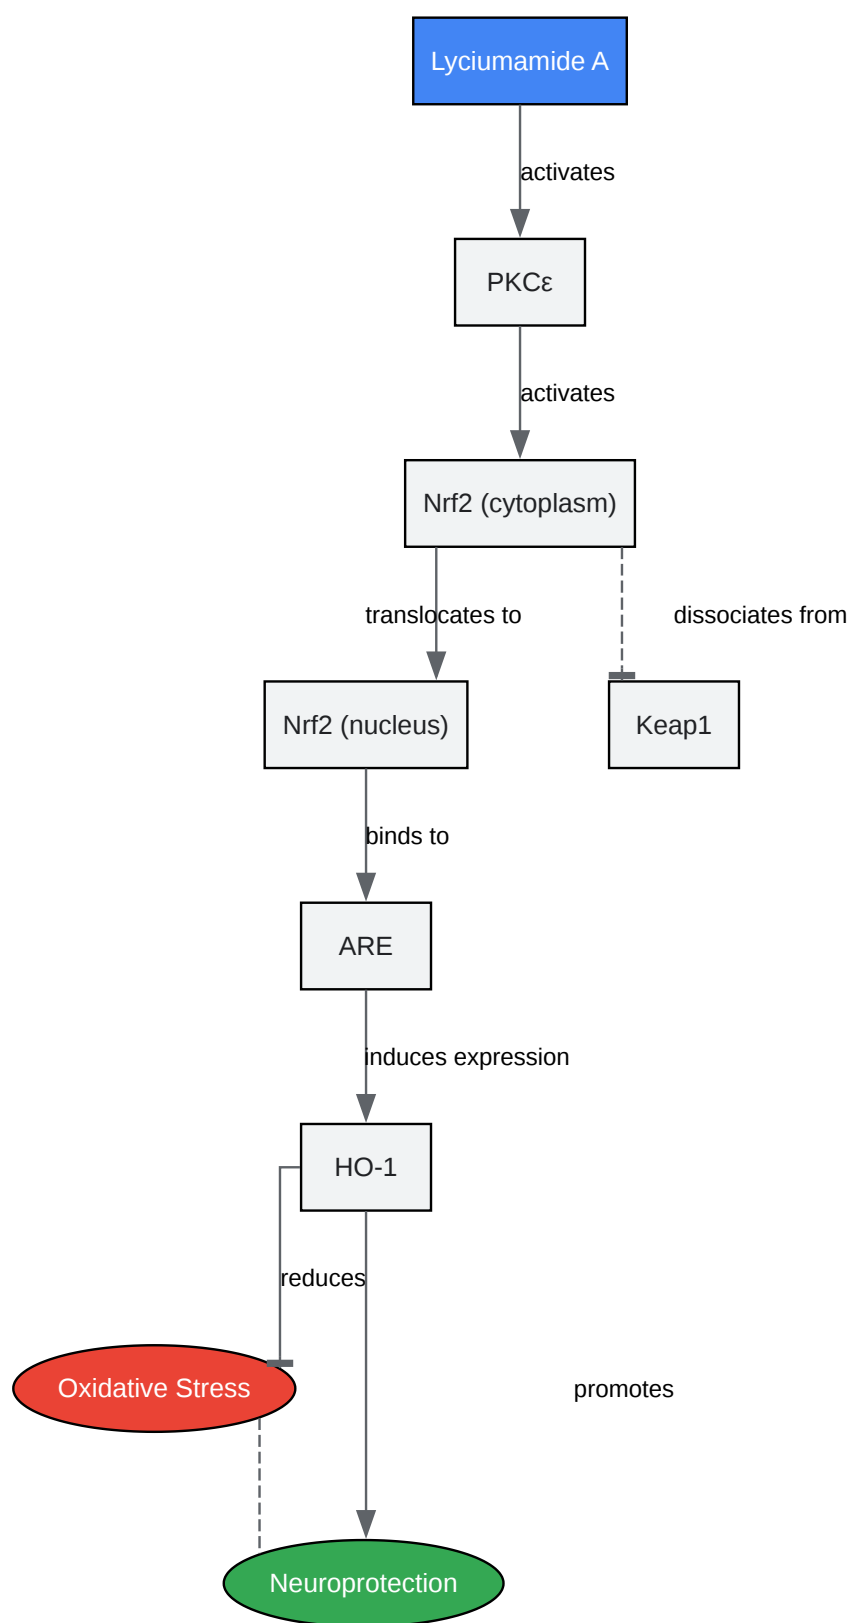 Lyciumamide A
activates
PKCε
activates
Nrf2 (cytoplasm)
translocates to
dissociates from
Nrf2 (nucleus)
Keap1
binds to
ARE
induces expression
HO-1
reduces
Oxidative Stress
promotes
Neuroprotection